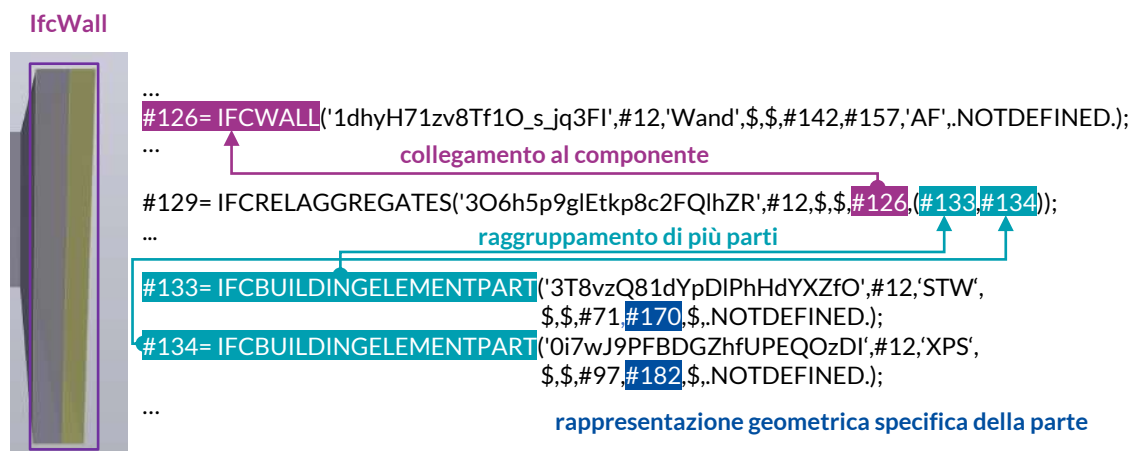 IfcWall
...
#126= IFCWALL('1dhyH71zv8Tf1O_s_jq3FI',#12,'Wand',$,$,#142,#157,'AF',.NOTDEFINED.);
...
collegamento al componente
#129= IFCRELAGGREGATES('3O6h5p9glEtkp8c2FQlhZR',#12,$,$,#126,(#133,#134));
...
raggruppamento di più parti
#133= IFCBUILDINGELEMENTPART('3T8vzQ81dYpDlPhHdYXZfO',#12,‘STW‘,
$,$,#71,#170,$,.NOTDEFINED.);
#134= IFCBUILDINGELEMENTPART('0i7wJ9PFBDGZhfUPEQOzDI‘,#12,‘XPS‘,
$,$,#97,#182,$,.NOTDEFINED.);
...
rappresentazione geometrica specifica della parte